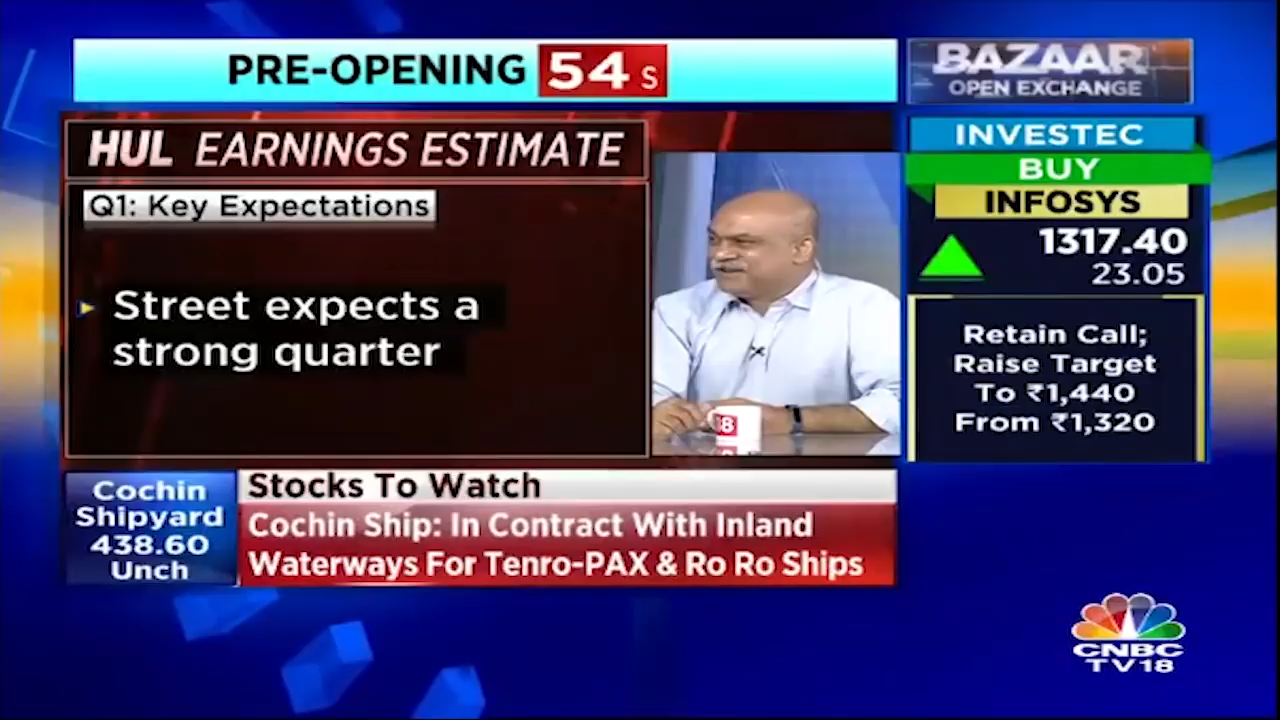 PRE-OPENING 54 S
BAZAAR
OPEN EXCHANGE
HUL EARNINGS ESTIMATE
Q1: Key Expectations
Street expects a
strong quarter
18
INVESTEC
BUY
INFOSYS
1317.40
23.05
Retain Call;
Raise Target
To ₹1,440
From ₹1,320
Cochin
Shipyard
438.60
Unch
Stocks To Watch
Cochin Ship: In Contract With Inland
Waterways For Tenro-PAX & Ro Ro Ships
CNBC
TV18